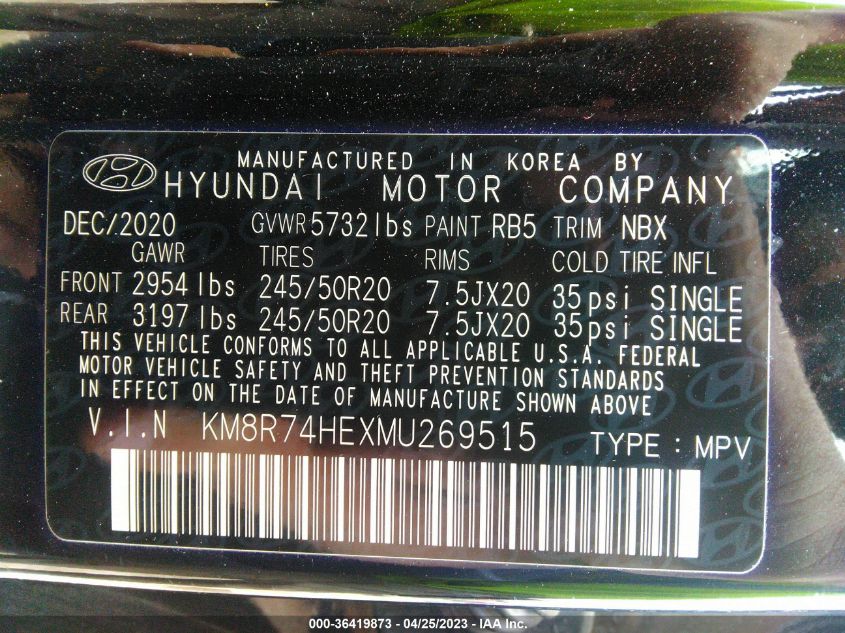 MANUFACTURED IN KOREA BY
HYUNDAI MOTOR COMPANY
DEC/2020 GVWR 5732 lbs PAINT RB5 TRIM NBX
GAWR TIRES RIMS COLD TIRE INFL
FRONT 2954 lbs 245/50R20 7.5JX20 35psi SINGLE
REAR 3197 lbs 245/50R20 7.5JX20 35psi SINGLE
THIS VEHICLE CONFORMS TO ALL APPLICABLE U.S.A. FEDERAL
MOTOR VEHICLE SAFETY AND THEFT PREVENTION STANDARDS
IN EFFECT ON THE DATE OF MANUFACTURE SHOWN ABOVE
V.I.N KM8R74HEXMU269515 TYPE : MPV
000-36419873 - 04/25/2023 - IAA Inc.